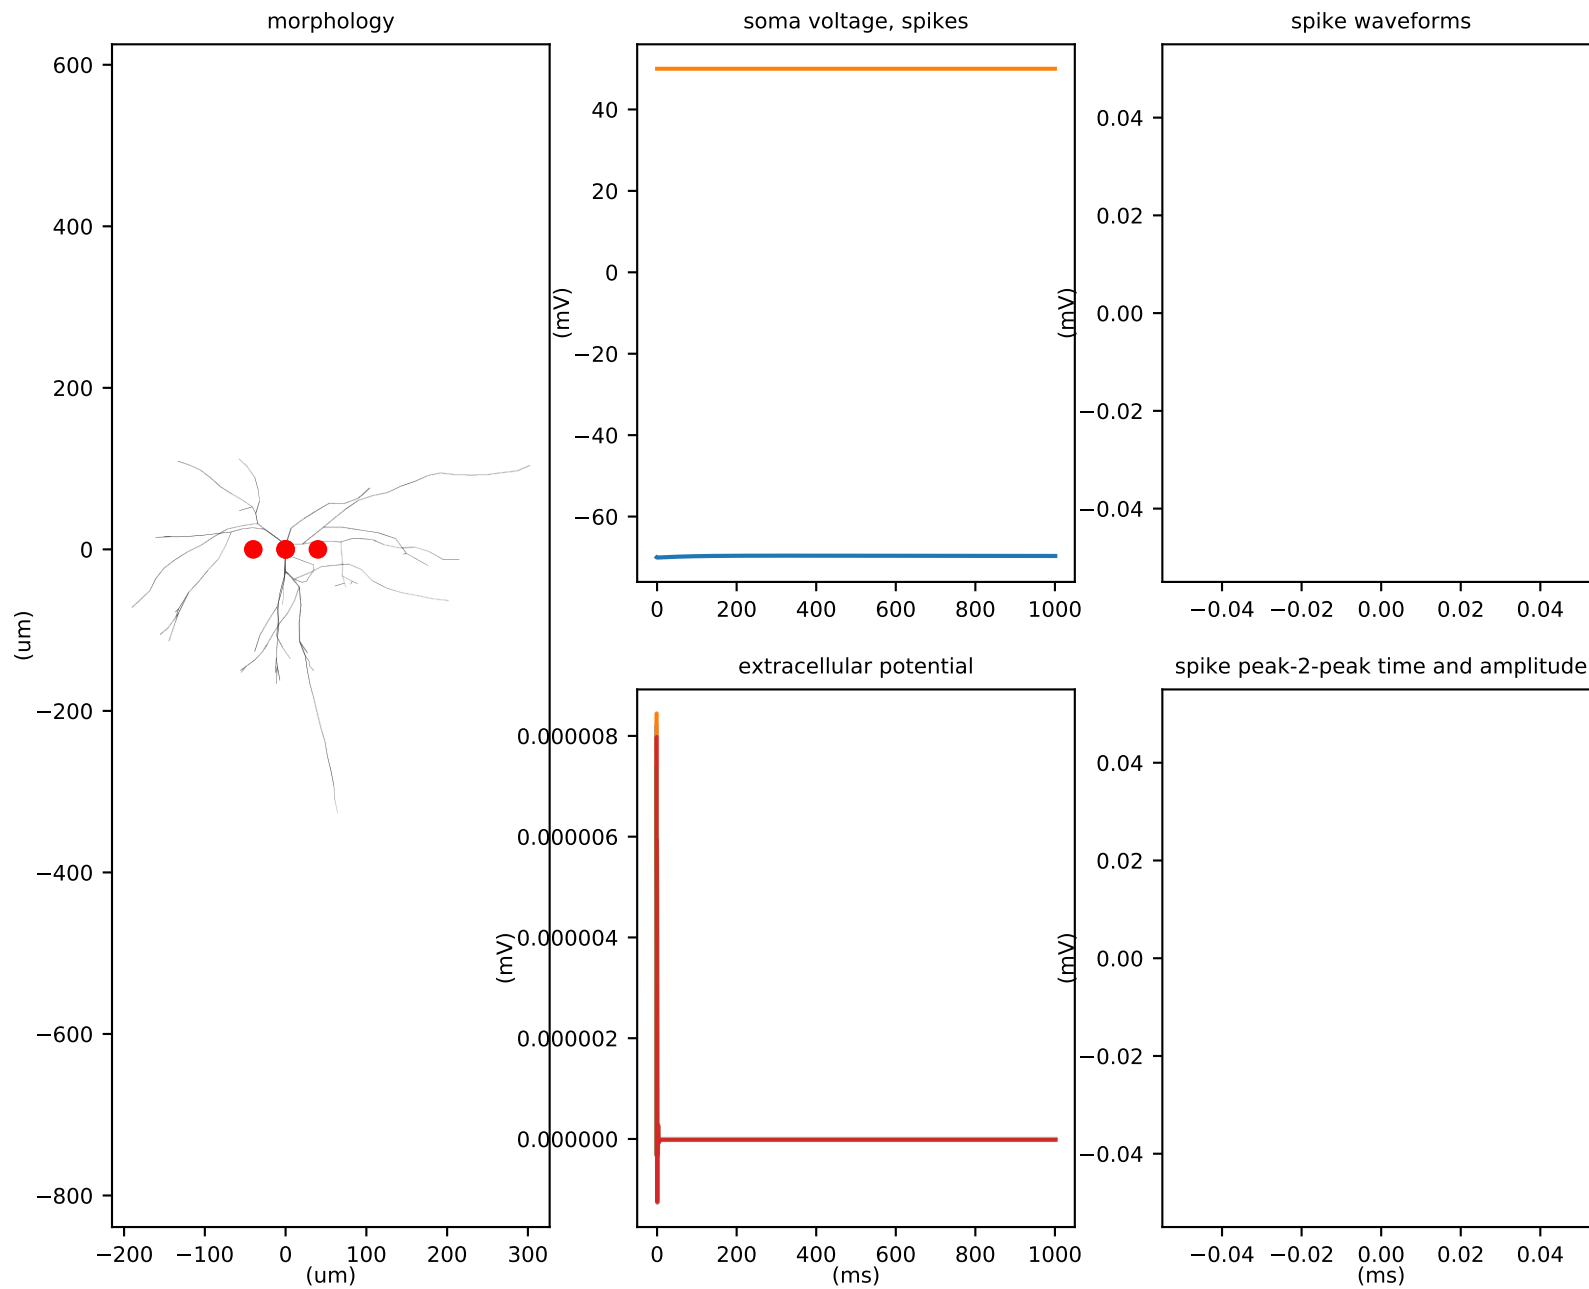 morphology
600
400
200
0
−200
−400
−600
−800
(um)
−200 −100 0 100 200 300
(um)
soma voltage, spikes
40
20
0
−20
−40
−60
(mV)
0 200 400 600 800 1000
spike waveforms
0.04
0.02
0.00
−0.02
−0.04
(mV)
−0.04 −0.02 0.00 0.02 0.04
extracellular potential
0.000008
0.000006
0.000004
0.000002
0.000000
(mV)
0 200 400 600 800 1000
(ms)
spike peak-2-peak time and amplitude
0.04
0.02
0.00
−0.02
−0.04
(mV)
−0.04 −0.02 0.00 0.02 0.04
(ms)